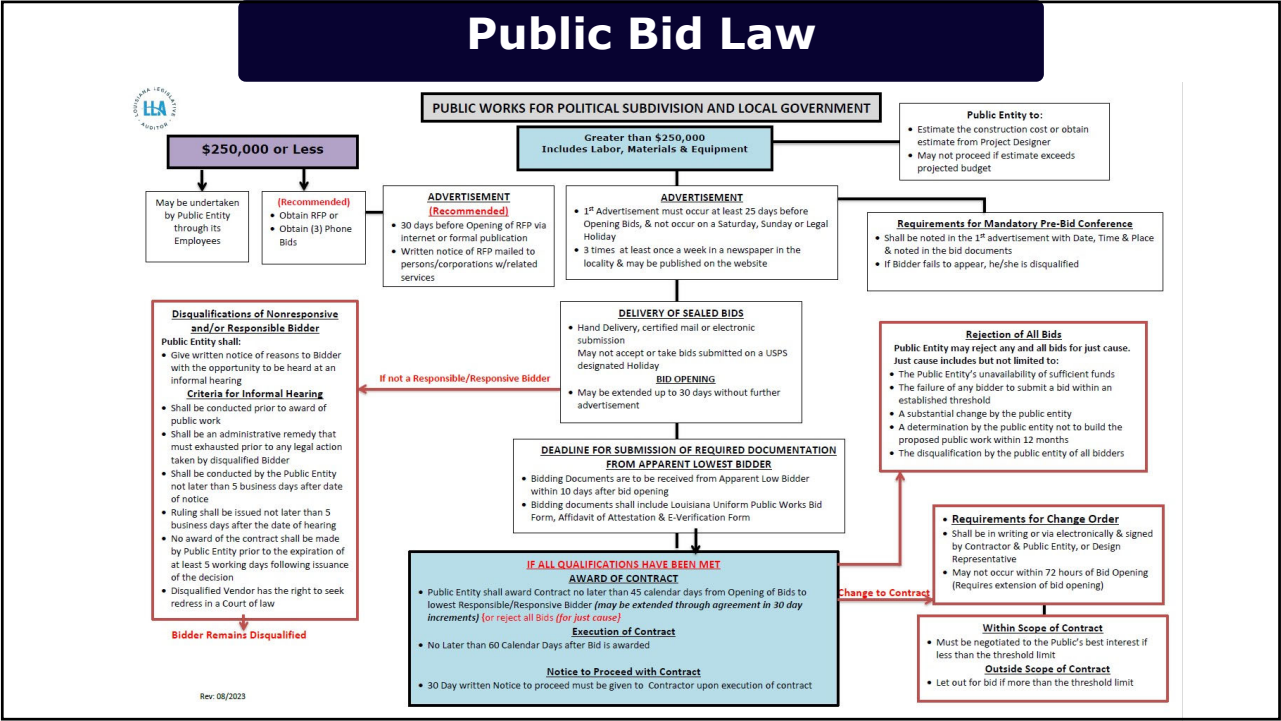 Public Bid Law
LOUISIANA LEGISLATIVE
LLA
AUDITOR
PUBLIC WORKS FOR POLITICAL SUBDIVISION AND LOCAL GOVERNMENT
$250,000 or Less
Greater than $250,000
Includes Labor, Materials & Equipment
Public Entity to:
• Estimate the construction cost or obtain
estimate from Project Designer
• May not proceed if estimate exceeds
projected budget
May be undertaken
by Public Entity
through its
Employees
(Recommended)
• Obtain RFP or
• Obtain (3) Phone
Bids
ADVERTISEMENT
(Recommended)
• 30 days before Opening of RFP via
internet or formal publication
• Written notice of RFP mailed to
persons/corporations w/related
services
ADVERTISEMENT
• 1st Advertisement must occur at least 25 days before
Opening Bids, & not occur on a Saturday, Sunday or Legal
Holiday
• 3 times at least once a week in a newspaper in the
locality & may be published on the website
Requirements for Mandatory Pre-Bid Conference
• Shall be noted in the 1st advertisement with Date, Time & Place
& noted in the bid documents
• If Bidder fails to appear, he/she is disqualified
Disqualifications of Nonresponsive
and/or Responsible Bidder
Public Entity shall:
• Give written notice of reasons to Bidder
with the opportunity to be heard at an
informal hearing
Criteria for Informal Hearing
• Shall be conducted prior to award of
public work
• Shall be an administrative remedy that
must exhausted prior to any legal action
taken by disqualified Bidder
• Shall be conducted by the Public Entity
not later than 5 business days after date
of notice
• Ruling shall be issued not later than 5
business days after the date of hearing
• No award of the contract shall be made
by Public Entity prior to the expiration of
at least 5 working days following issuance
of the decision
• Disqualified Vendor has the right to seek
redress in a Court of law
Bidder Remains Disqualified
If not a Responsible/Responsive Bidder
DELIVERY OF SEALED BIDS
• Hand Delivery, certified mail or electronic
submission
May not accept or take bids submitted on a USPS
designated Holiday
BID OPENING
• May be extended up to 30 days without further
advertisement
DEADLINE FOR SUBMISSION OF REQUIRED DOCUMENTATION
FROM APPARENT LOWEST BIDDER
• Bidding Documents are to be received from Apparent Low Bidder
within 10 days after bid opening
• Bidding documents shall include Louisiana Uniform Public Works Bid
Form, Affidavit of Attestation & E-Verification Form
IF ALL QUALIFICATIONS HAVE BEEN MET
AWARD OF CONTRACT
• Public Entity shall award Contract no later than 45 calendar days from Opening of Bids to
lowest Responsible/Responsive Bidder (may be extended through agreement in 30 day
increments) {or reject all Bids (for just cause}
Execution of Contract
• No Later than 60 Calendar Days after Bid is awarded
Notice to Proceed with Contract
• 30 Day written Notice to proceed must be given to Contractor upon execution of contract
Rejection of All Bids
Public Entity may reject any and all bids for just cause.
Just cause includes but not limited to:
• The Public Entity's unavailability of sufficient funds
• The failure of any bidder to submit a bid within an
established threshold
• A substantial change by the public entity
• A determination by the public entity not to build the
proposed public work within 12 months
• The disqualification by the public entity of all bidders
Change to Contract
• Requirements for Change Order
• Shall be in writing or via electronically & signed
by Contractor & Public Entity, or Design
Representative
• May not occur within 72 hours of Bid Opening
(Requires extension of bid opening)
Within Scope of Contract
• Must be negotiated to the Public's best interest if
less than the threshold limit
Outside Scope of Contract
• Let out for bid if more than the threshold limit
Rev: 08/2023